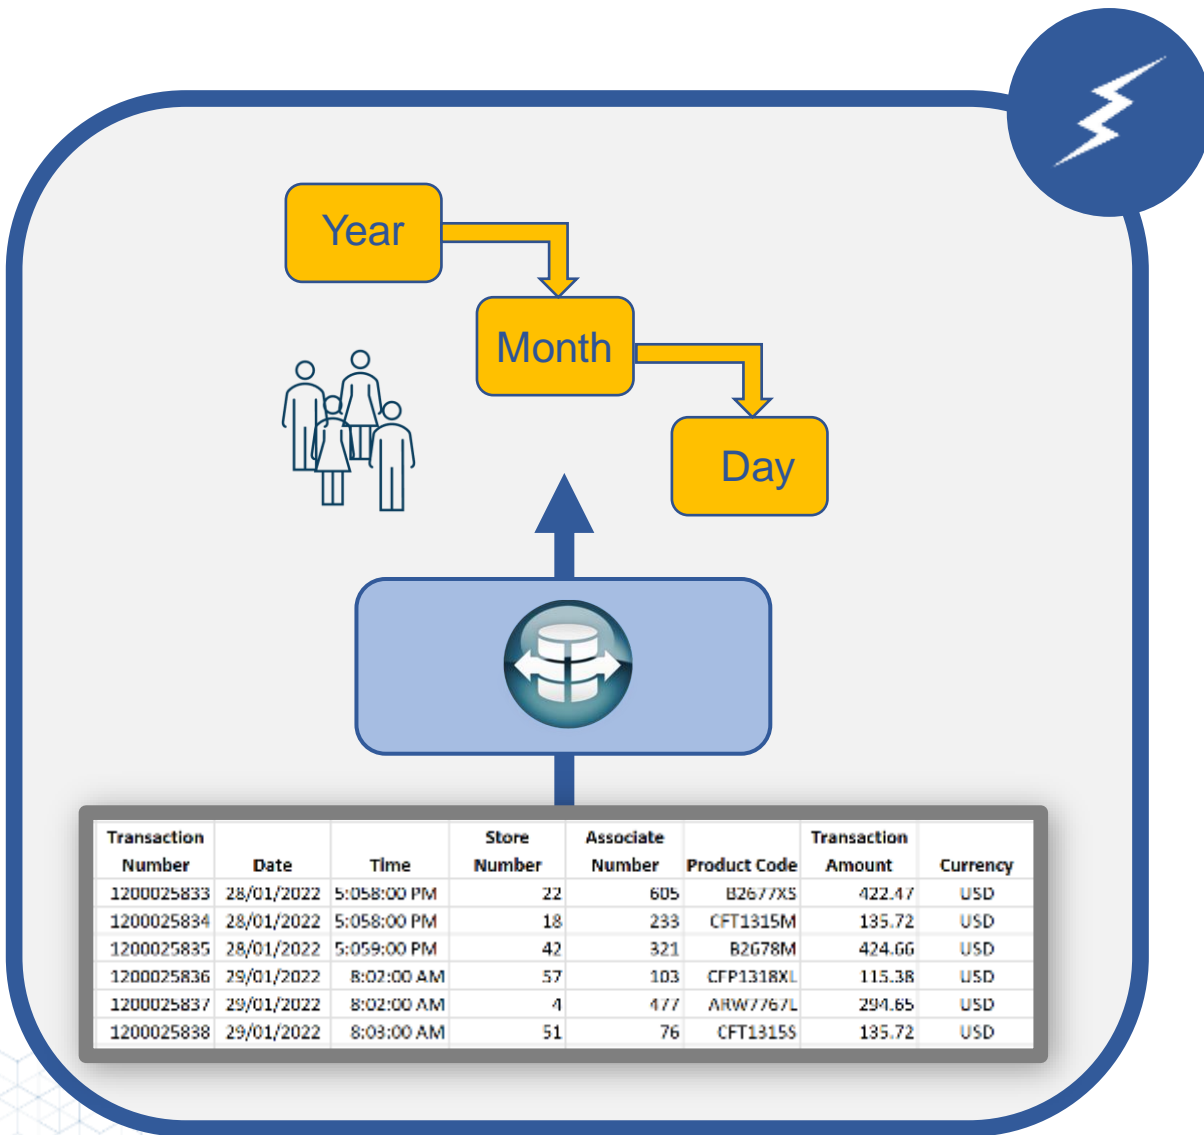 Year
Month
Day
Transaction Number Date Time Store Number Associate Number Product Code Transaction Amount Currency
1200025833 28/01/2022 5:058:00 PM 22 605 B2677XS 422.47 USD
1200025834 28/01/2022 5:058:00 PM 18 233 CFT1315M 135.72 USD
1200025835 28/01/2022 5:059:00 PM 42 321 B2678M 424.66 USD
1200025836 29/01/2022 8:02:00 AM 57 103 CFP1318XL 115.38 USD
1200025837 29/01/2022 8:02:00 AM 4 477 ARW7767L 294.65 USD
1200025838 29/01/2022 8:03:00 AM 51 76 CFT1315S 135.72 USD